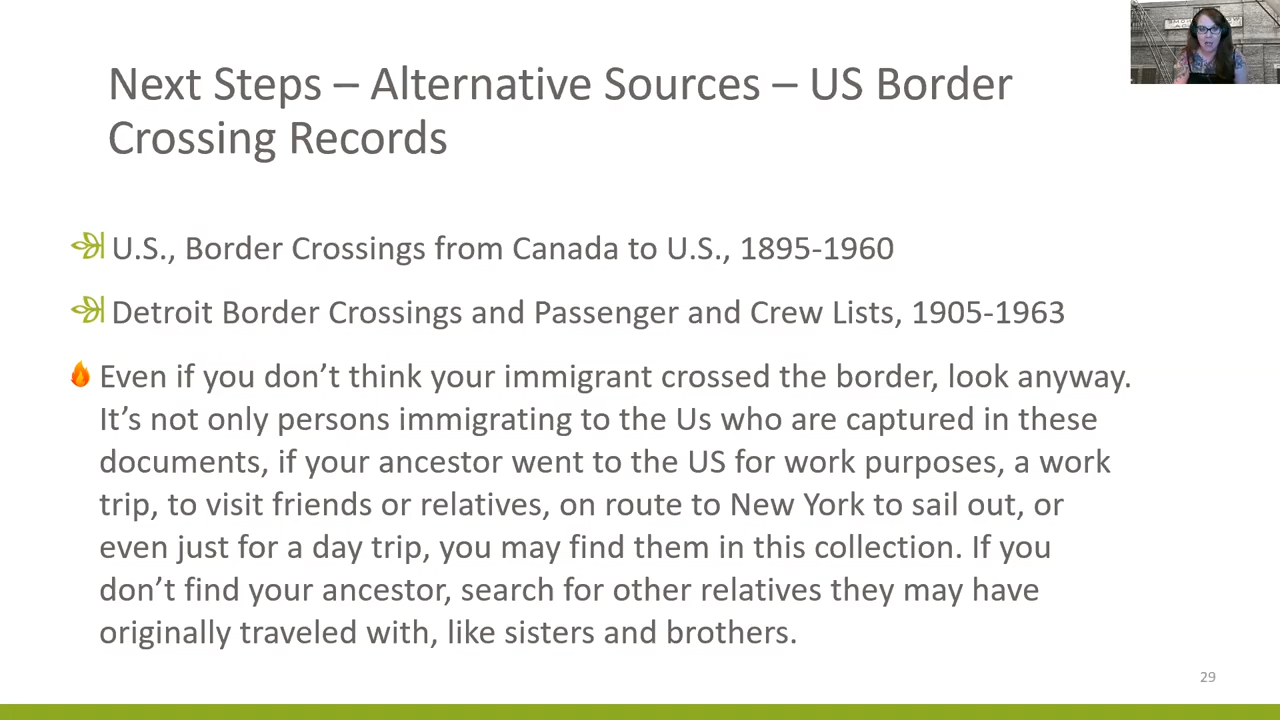 Next Steps – Alternative Sources – US Border
Crossing Records
U.S., Border Crossings from Canada to U.S., 1895-1960
Detroit Border Crossings and Passenger and Crew Lists, 1905-1963
Even if you don’t think your immigrant crossed the border, look anyway.
It’s not only persons immigrating to the Us who are captured in these
documents, if your ancestor went to the US for work purposes, a work
trip, to visit friends or relatives, on route to New York to sail out, or
even just for a day trip, you may find them in this collection. If you
don’t find your ancestor, search for other relatives they may have
originally traveled with, like sisters and brothers.
29